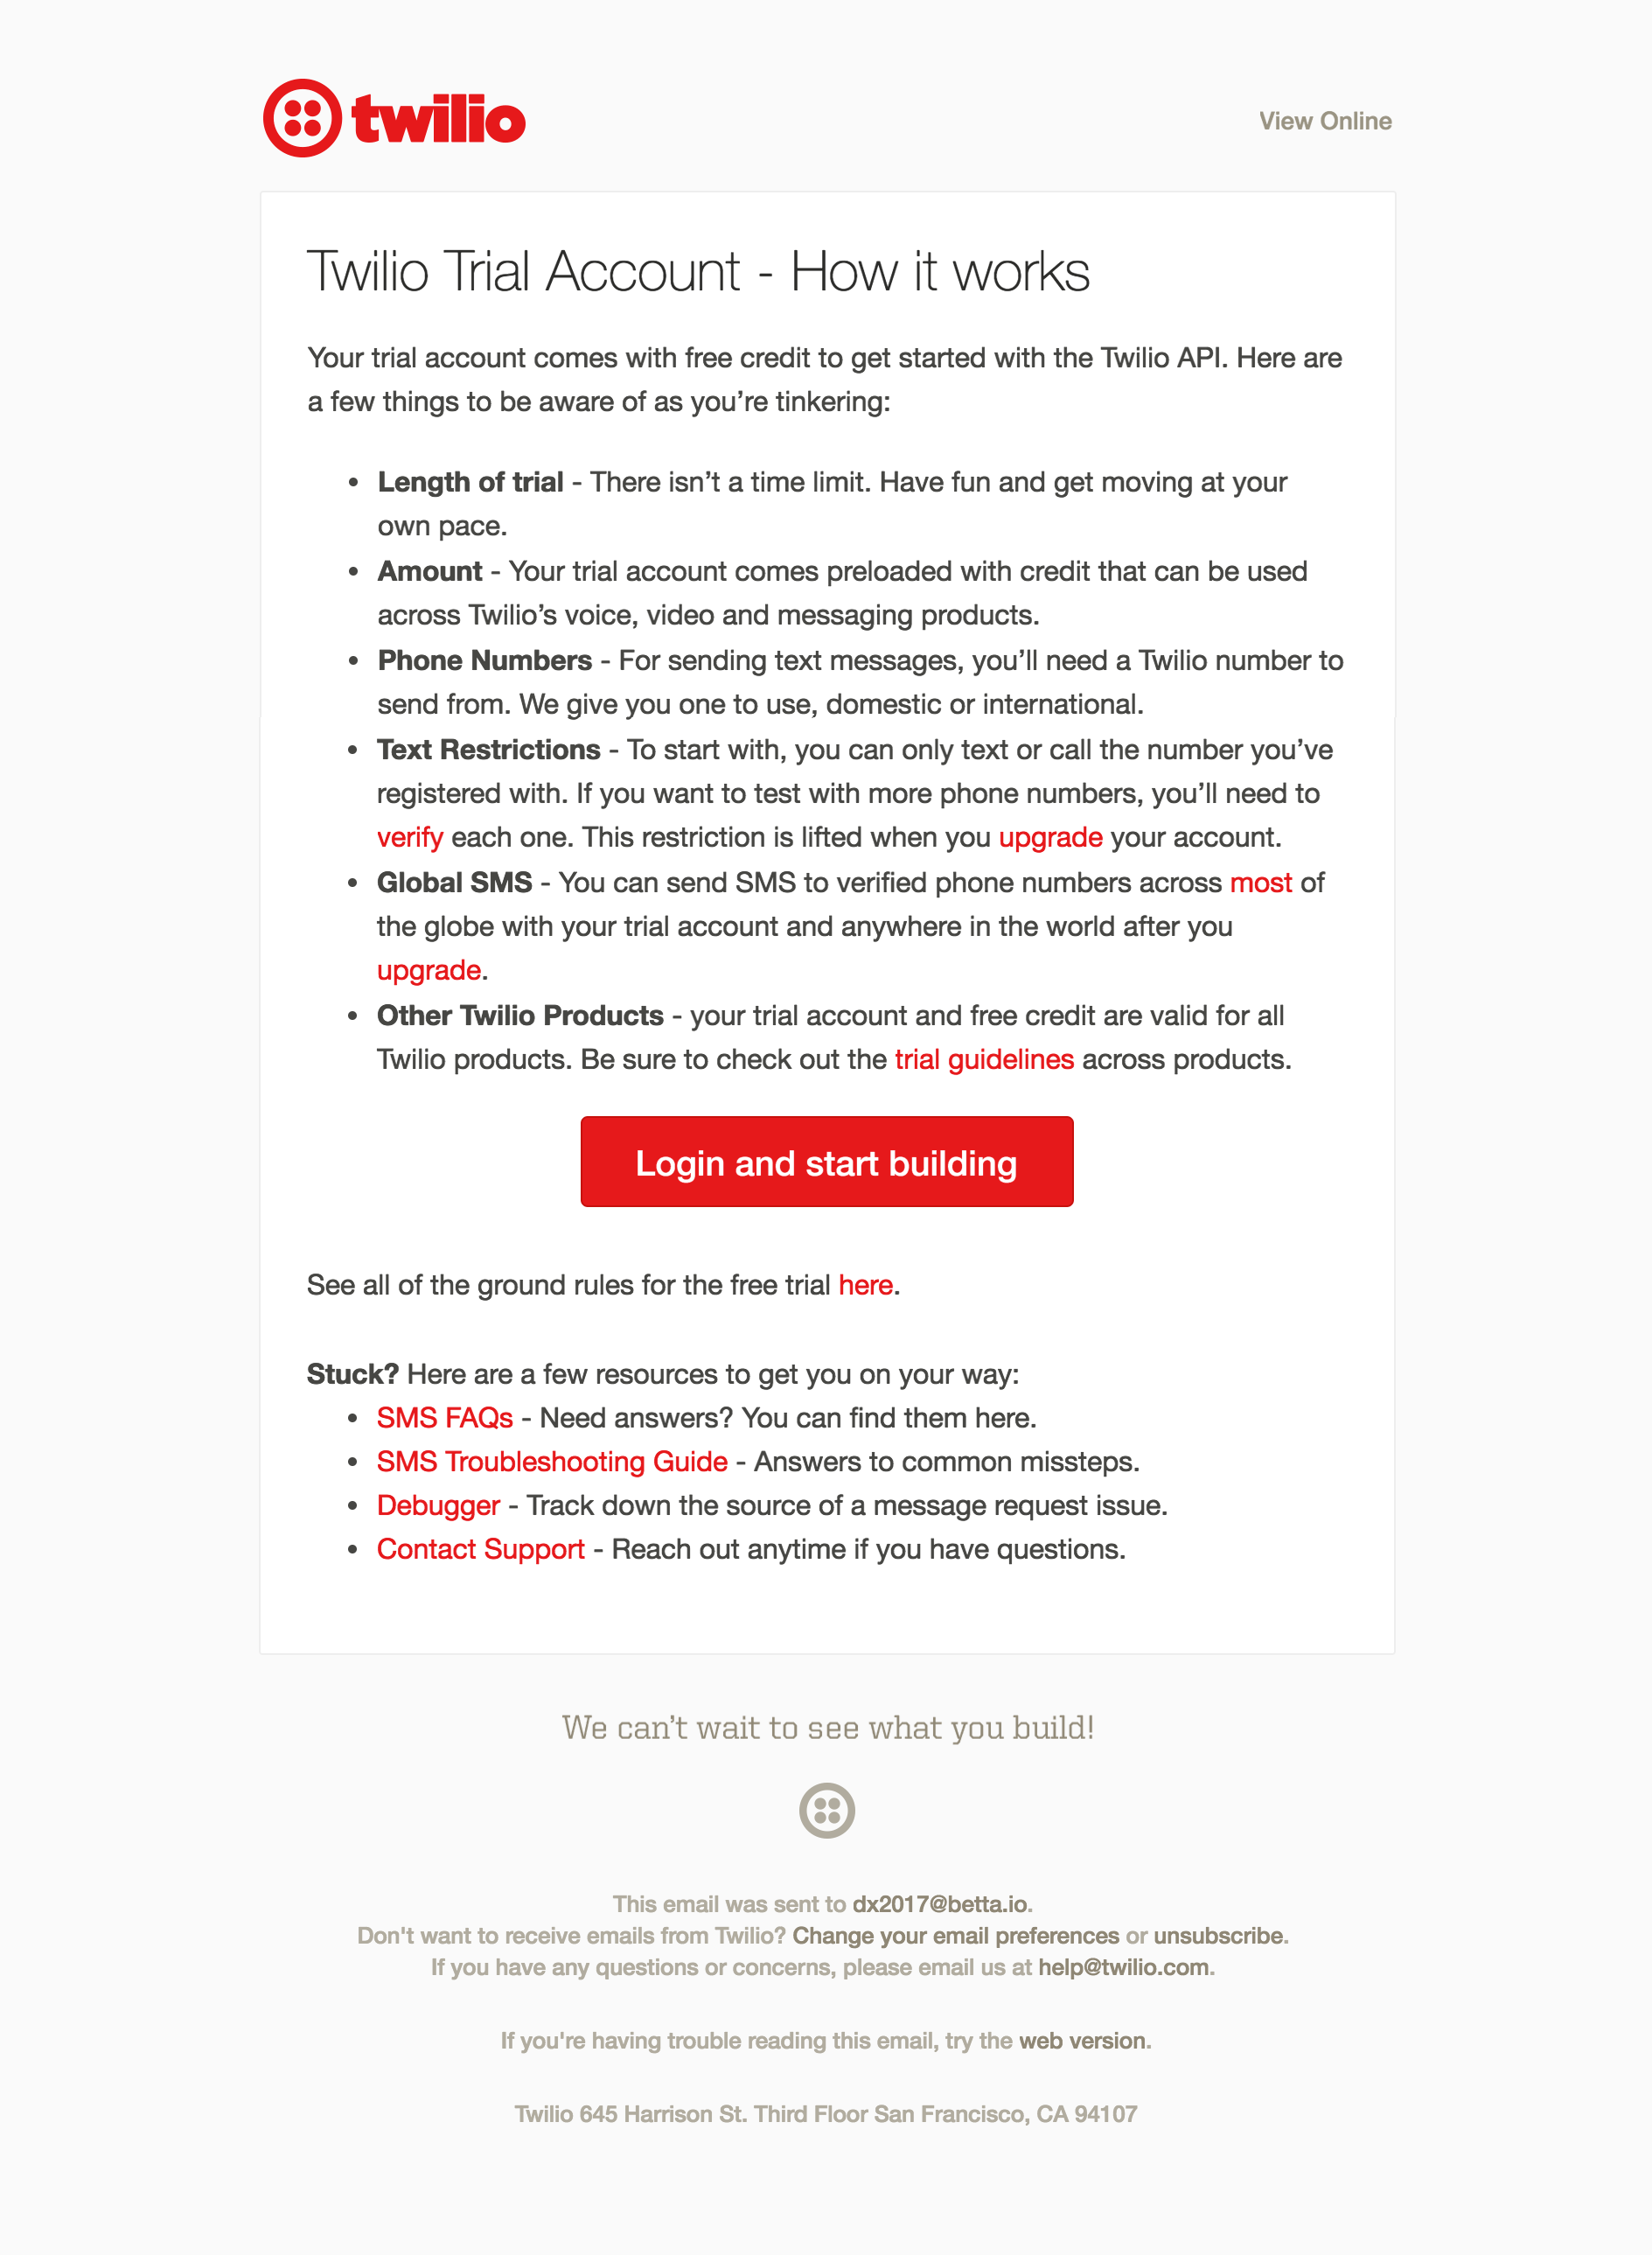 twilio
View Online
Twilio Trial Account - How it works
Your trial account comes with free credit to get started with the Twilio API. Here are
a few things to be aware of as you’re tinkering:
• Length of trial - There isn’t a time limit. Have fun and get moving at your
own pace.
• Amount - Your trial account comes preloaded with credit that can be used
across Twilio’s voice, video and messaging products.
• Phone Numbers - For sending text messages, you’ll need a Twilio number to
send from. We give you one to use, domestic or international.
• Text Restrictions - To start with, you can only text or call the number you’ve
registered with. If you want to test with more phone numbers, you’ll need to
verify each one. This restriction is lifted when you upgrade your account.
• Global SMS - You can send SMS to verified phone numbers across most of
the globe with your trial account and anywhere in the world after you
upgrade.
• Other Twilio Products - your trial account and free credit are valid for all
Twilio products. Be sure to check out the trial guidelines across products.
Login and start building
See all of the ground rules for the free trial here.
Stuck? Here are a few resources to get you on your way:
• SMS FAQs - Need answers? You can find them here.
• SMS Troubleshooting Guide - Answers to common missteps.
• Debugger - Track down the source of a message request issue.
• Contact Support - Reach out anytime if you have questions.
We can’t wait to see what you build!
This email was sent to dx2017@betta.io.
Don't want to receive emails from Twilio? Change your email preferences or unsubscribe.
If you have any questions or concerns, please email us at help@twilio.com.
If you're having trouble reading this email, try the web version.
Twilio 645 Harrison St. Third Floor San Francisco, CA 94107